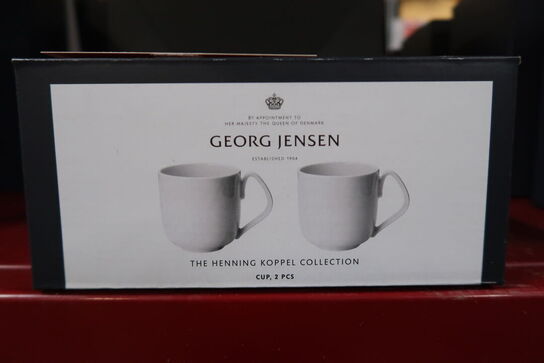 BY APPOINTMENT TO
HER MAJESTY THE QUEEN OF DENMARK
GEORG JENSEN
ESTABLISHED 1904
THE HENNING KOPPEL COLLECTION
CUP, 2 PCS